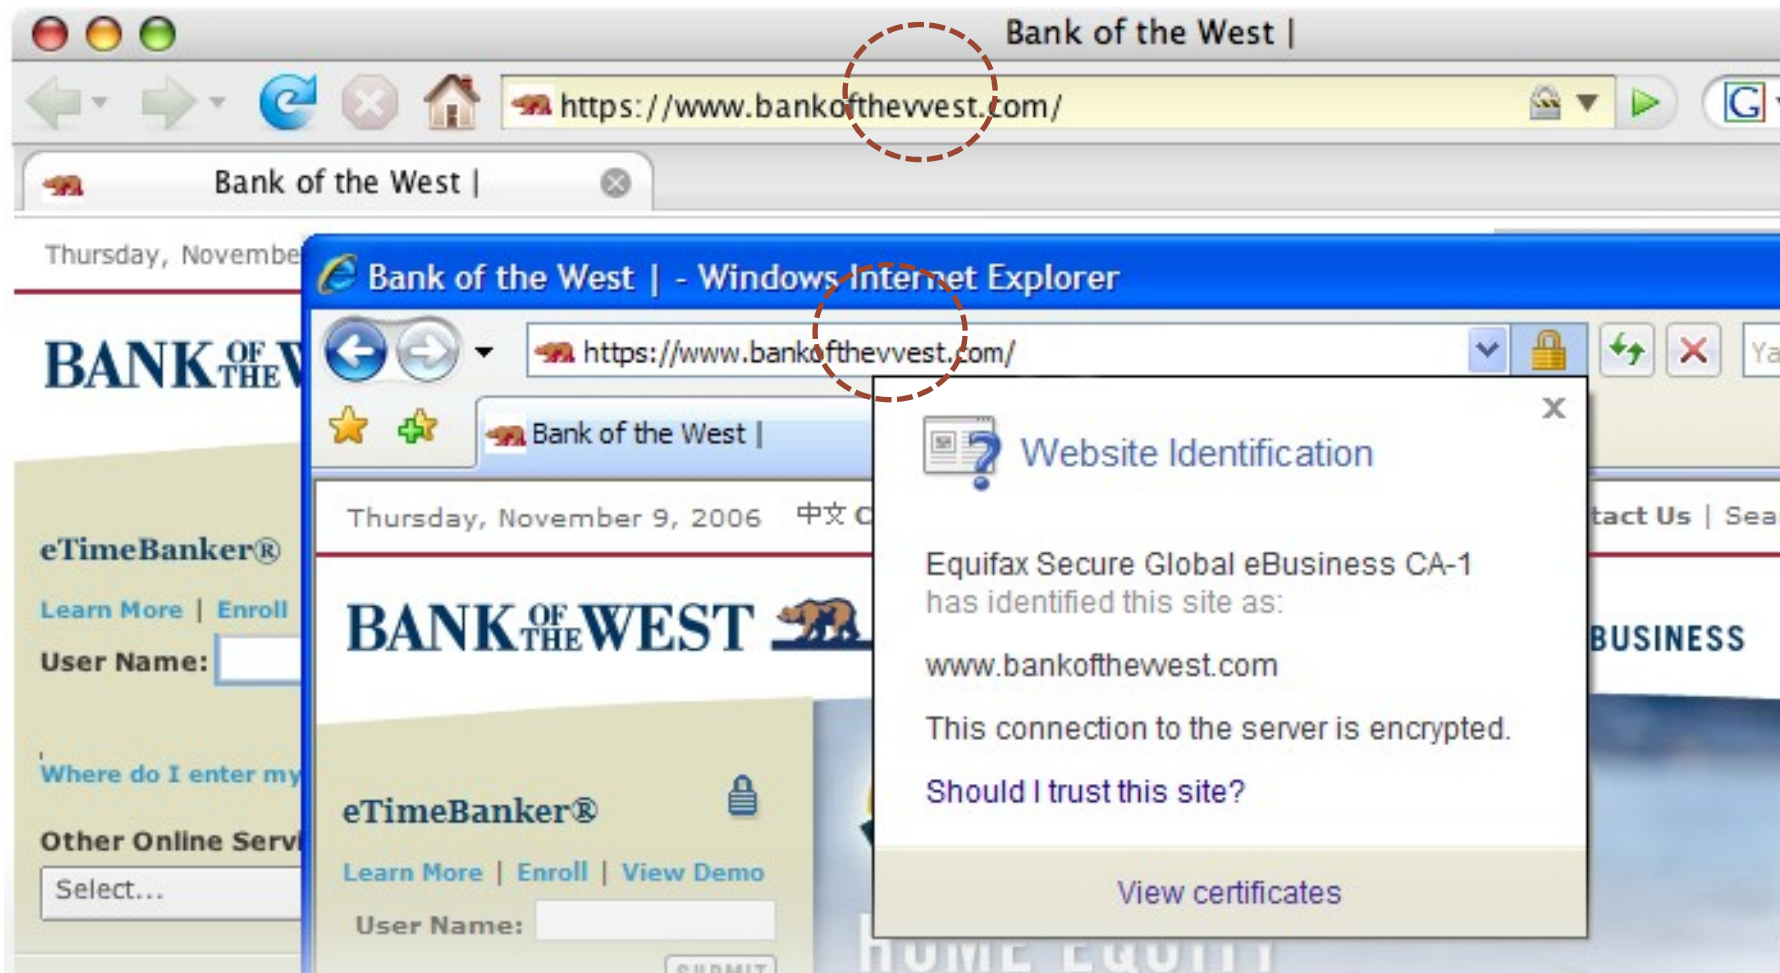 Bank of the West |
https://www.bankofthevvest.com/
G
Bank of the West |
Thursday, Novembe
Bank of the West | - Windows Internet Explorer
BANK OF THE W
https://www.bankofthevvest.com/
Ya
Bank of the West |
Website Identification
x
Thursday, November 9, 2006 中文 C
tact Us | Sea
eTimeBanker®
Equifax Secure Global eBusiness CA-1
has identified this site as:
Learn More | Enroll
BANK OF THE WEST
BUSINESS
User Name:
www.bankofthevvest.com
This connection to the server is encrypted.
Where do I enter my
Should I trust this site?
eTimeBanker®
Other Online Servi
Learn More | Enroll | View Demo
Select...
View certificates
User Name:
HOME EQUITY
SUBMIT